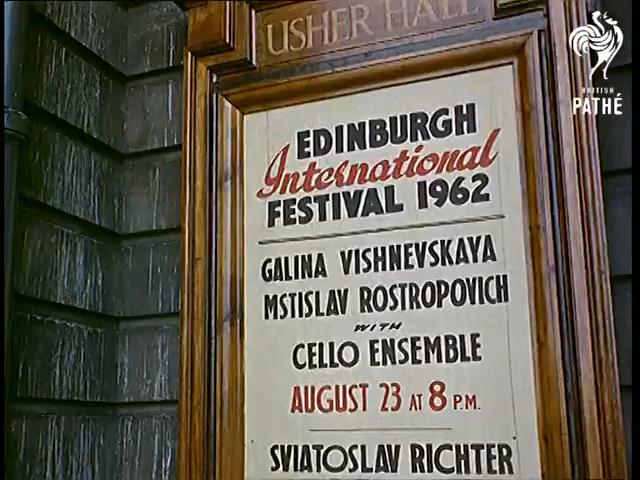 USHER HALL
BRITISH
PATHÉ
EDINBURGH
International
FESTIVAL 1962
GALINA VISHNEVSKAYA
MSTISLAV ROSTROPOVICH
WITH
CELLO ENSEMBLE
AUGUST 23 AT 8 P.M.
SVIATOSLAV RICHTER